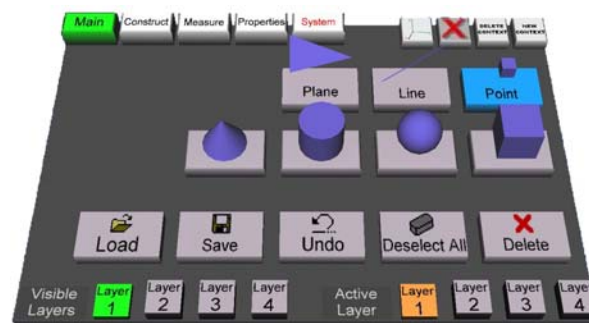 Main Construct Measure Properties System DELETE CONTEXT NEW CONTEXT
Plane Line Point
Load Save Undo Deselect All Delete
Visible Layers Layer 1 Layer 2 Layer 3 Layer 4 Active Layer Layer 1 Layer 2 Layer 3 Layer 4